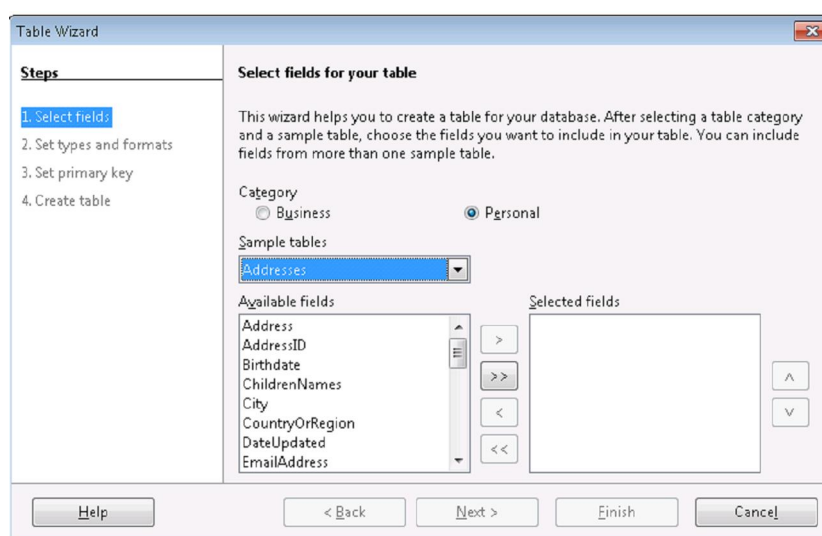 Table Wizard
Steps
1. Select fields
2. Set types and formats
3. Set primary key
4. Create table
Select fields for your table
This wizard helps you to create a table for your database. After selecting a table category
and a sample table, choose the fields you want to include in your table. You can include
fields from more than one sample table.
Category
Business
Personal
Sample tables
Addresses
Available fields
Address
AddressID
Birthdate
ChildrenNames
City
CountryOrRegion
DateUpdated
EmailAddress
>
>>
<
<<
Selected fields
Help
< Back
Next >
Finish
Cancel